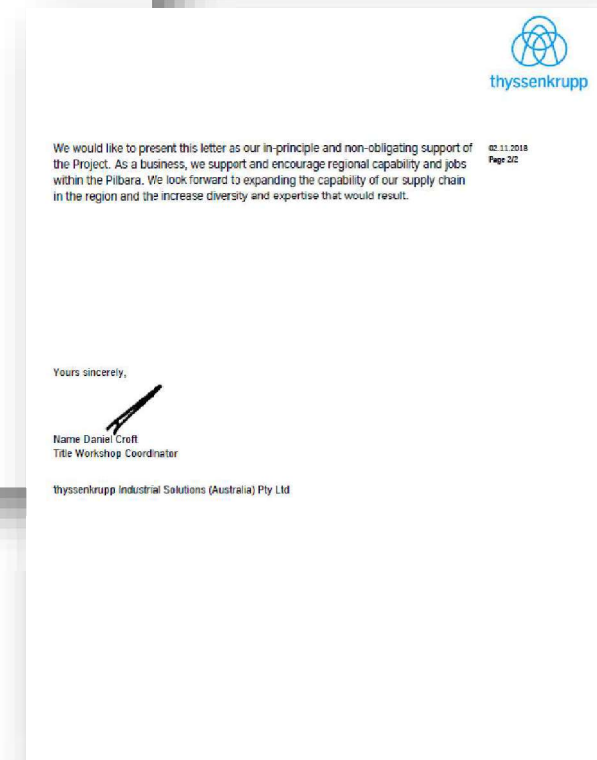 thyssenkrupp
We would like to present this letter as our in-principle and non-obligating support of
the Project. As a business, we support and encourage regional capability and jobs
within the Pilbara. We look forward to expanding the capability of our supply chain
in the region and the increase diversity and expertise that would result.
02.11.2018
Page 2/2
Yours sincerely,
Name Daniel Croft
Title Workshop Coordinator
thyssenkrupp Industrial Solutions (Australia) Pty Ltd